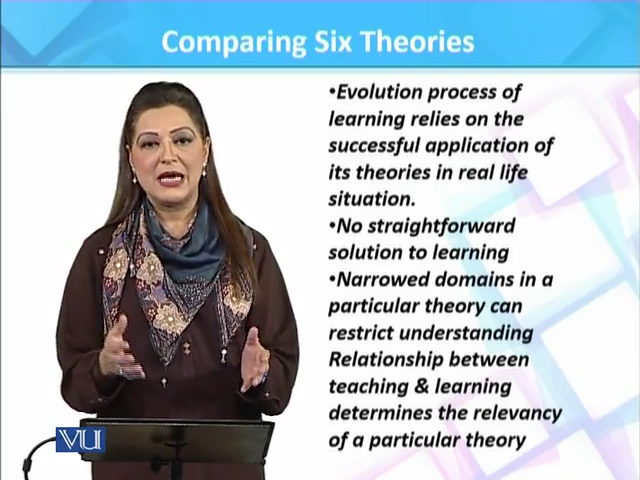 Comparing Six Theories
•Evolution process of
learning relies on the
successful application of
its theories in real life
situation.
•No straightforward
solution to learning
•Narrowed domains in a
particular theory can
restrict understanding
Relationship between
teaching & learning
determines the relevancy
of a particular theory
VU